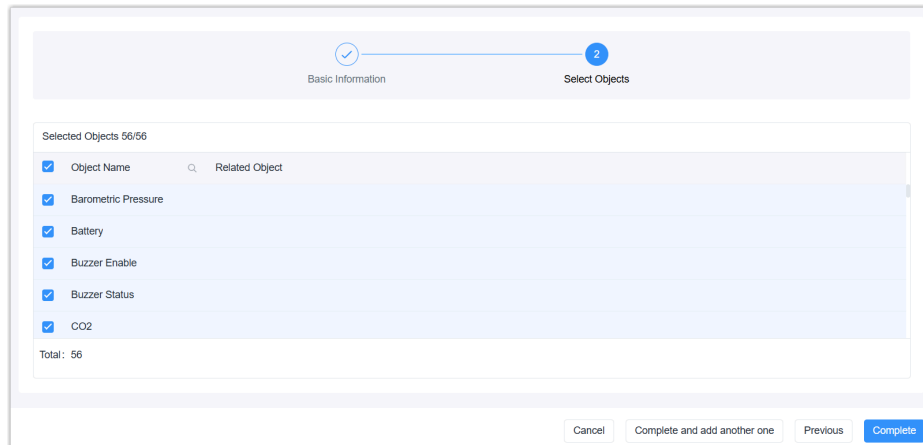 2
Basic Information
Select Objects
Selected Objects 56/56
Object Name Related Object
Barometric Pressure
Battery
Buzzer Enable
Buzzer Status
CO2
Total: 56
Cancel Complete and add another one Previous Complete